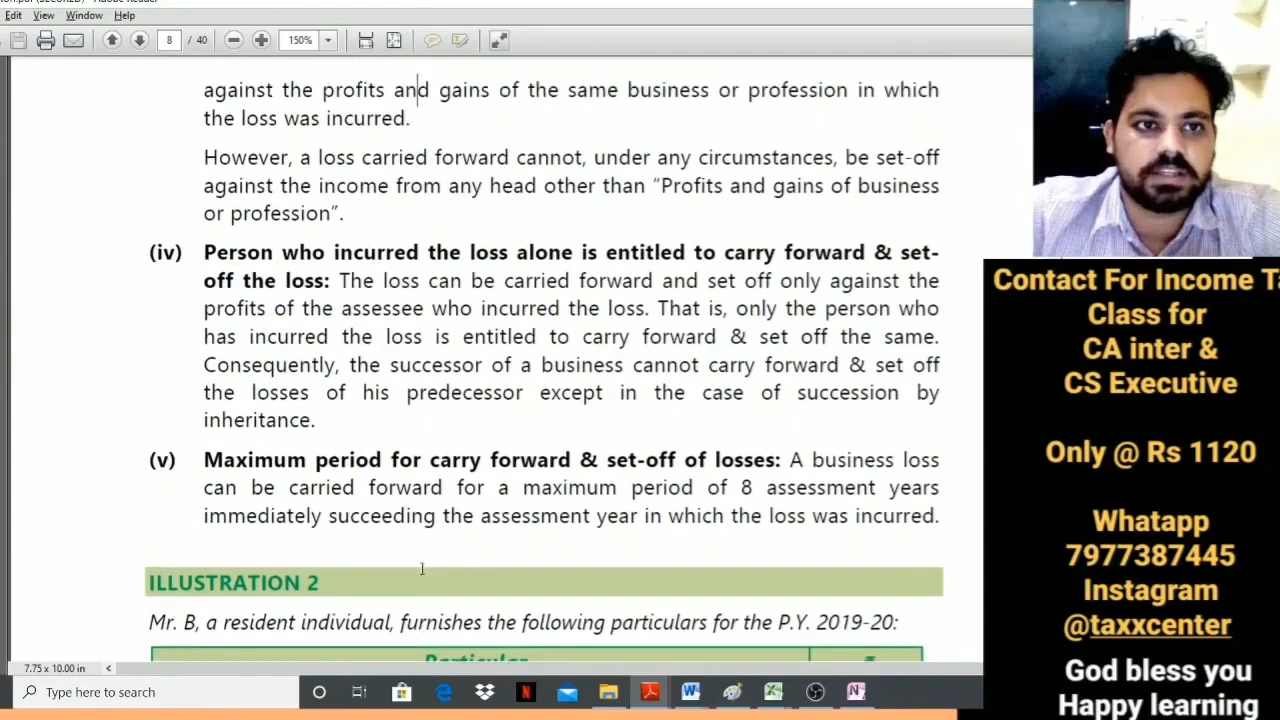 Edit View Window Help
8 / 40 150%
against the profits and gains of the same business or profession in which
the loss was incurred.
However, a loss carried forward cannot, under any circumstances, be set-off
against the income from any head other than “Profits and gains of business
or profession”.
(iv) Person who incurred the loss alone is entitled to carry forward & set-
off the loss: The loss can be carried forward and set off only against the
profits of the assessee who incurred the loss. That is, only the person who
has incurred the loss is entitled to carry forward & set off the same.
Consequently, the successor of a business cannot carry forward & set off
the losses of his predecessor except in the case of succession by
inheritance.
(v) Maximum period for carry forward & set-off of losses: A business loss
can be carried forward for a maximum period of 8 assessment years
immediately succeeding the assessment year in which the loss was incurred.
ILLUSTRATION 2
Mr. B, a resident individual, furnishes the following particulars for the P.Y. 2019-20:
7.75 x 10.00 in
Type here to search
Contact For Income Ta
Class for
CA inter &
CS Executive
Only @ Rs 1120
Whatapp
7977387445
Instagram
@taxxcenter
God bless you
Happy learning